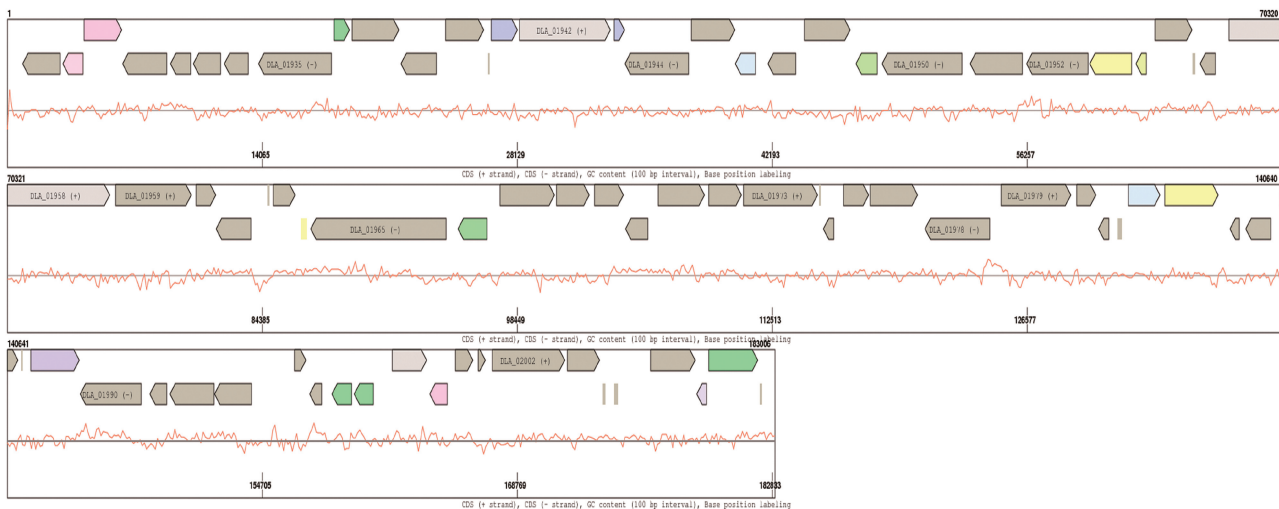 1 70320
DLA_01942 (+)
DLA_01935 (-) DLA_01944 (-) DLA_01950 (-) DLA_01952 (-)
14065 28129 42193 56257
CDS (+ strand), CDS (- strand), GC content (100 bp interval), Base position labeling
70321 140640
DLA_01958 (+) DLA_01959 (+) DLA_01973 (+) DLA_01979 (+)
DLA_01965 (-) DLA_01978 (-)
84385 98449 112513 126577
CDS (+ strand), CDS (- strand), GC content (100 bp interval), Base position labeling
140641 183006
DLA_02002 (+)
DLA_01990 (-)
154705 168769 182833
CDS (+ strand), CDS (- strand), GC content (100 bp interval), Base position labeling